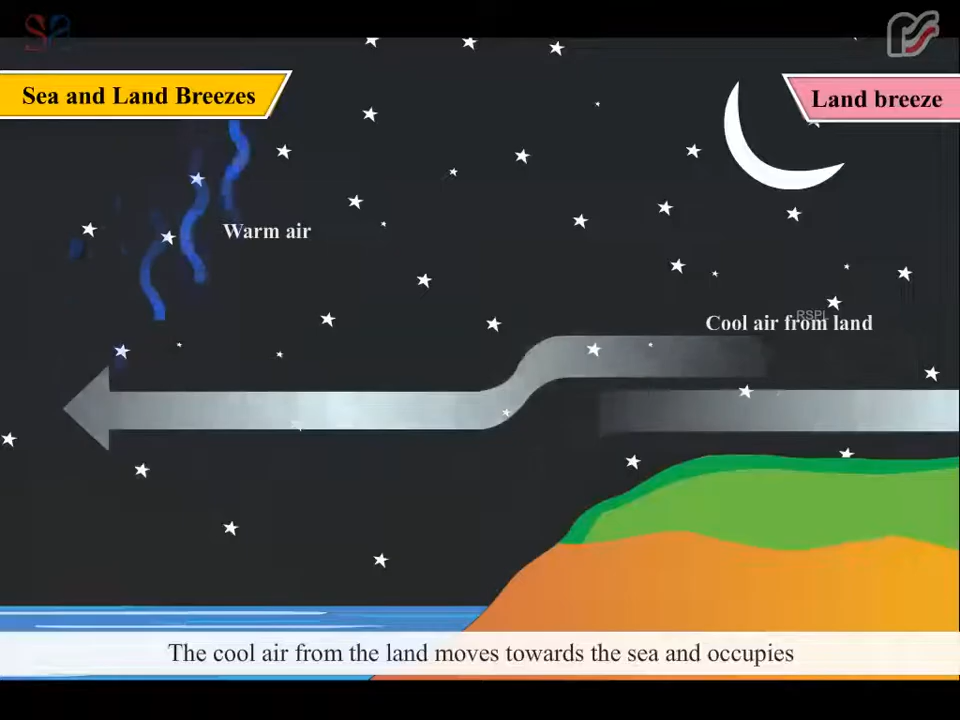 Sea and Land Breezes
Land breeze
Warm air
RSPL
Cool air from land
The cool air from the land moves towards the sea and occupies